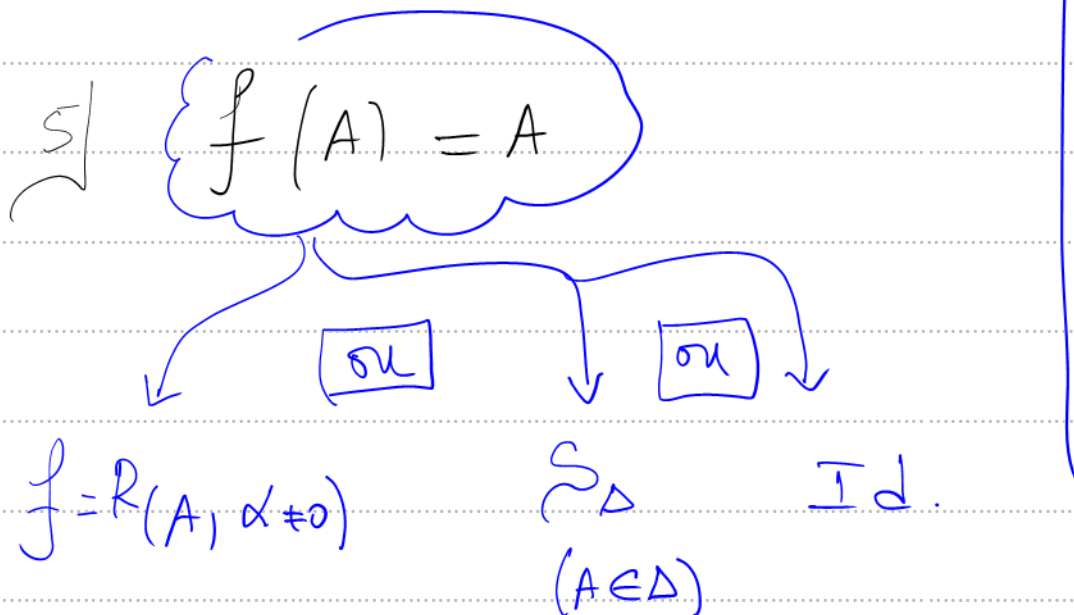 5] f(A) = A
ou ou
f = R(A, α ≠ 0) S_Δ Id.
(A ∈ Δ)